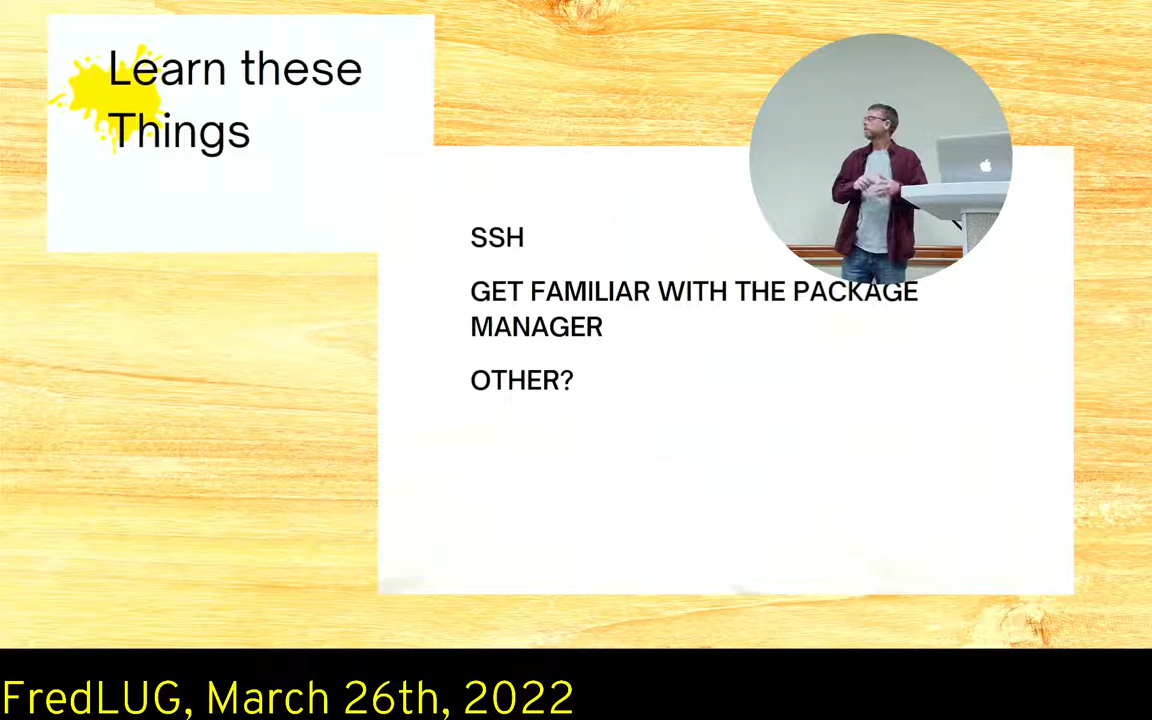 Learn these
Things
SSH
GET FAMILIAR WITH THE PACKAGE
MANAGER
OTHER?
FredLUG, March 26th, 2022